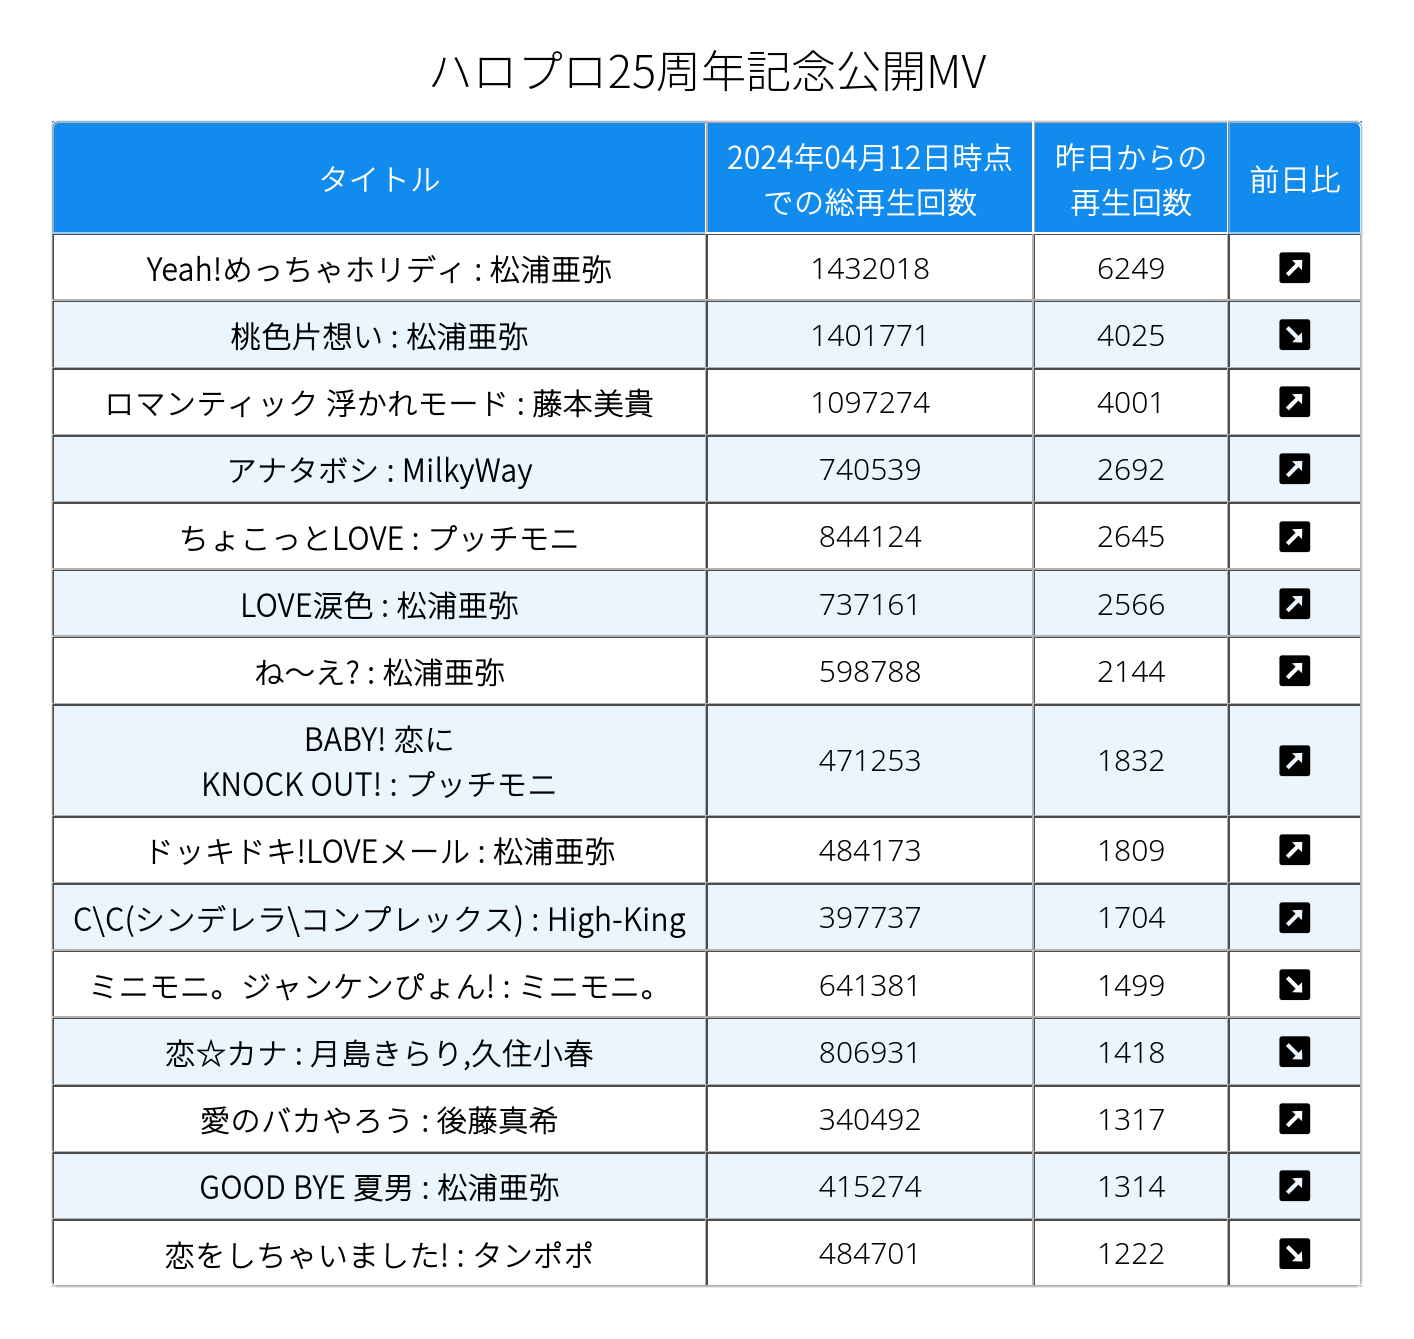 ハロプロ25周年記念公開MV
タイトル
2024年04月12日時点
での総再生回数
昨日からの
再生回数
前日比
Yeah!めっちゃホリディ : 松浦亜弥 1432018 6249
桃色片想い : 松浦亜弥 1401771 4025
ロマンティック 浮かれモード : 藤本美貴 1097274 4001
アナタボシ : MilkyWay 740539 2692
ちょこっとLOVE : プッチモニ 844124 2645
LOVE涙色 : 松浦亜弥 737161 2566
ね～え? : 松浦亜弥 598788 2144
BABY! 恋に
KNOCK OUT! : プッチモニ 471253 1832
ドッキドキ!LOVEメール : 松浦亜弥 484173 1809
C\C(シンデレラ\コンプレックス) : High-King 397737 1704
ミニモニ。ジャンケンぴょん! : ミニモニ。 641381 1499
恋☆カナ : 月島きらり,久住小春 806931 1418
愛のバカやろう : 後藤真希 340492 1317
GOOD BYE 夏男 : 松浦亜弥 415274 1314
恋をしちゃいました! : タンポポ 484701 1222